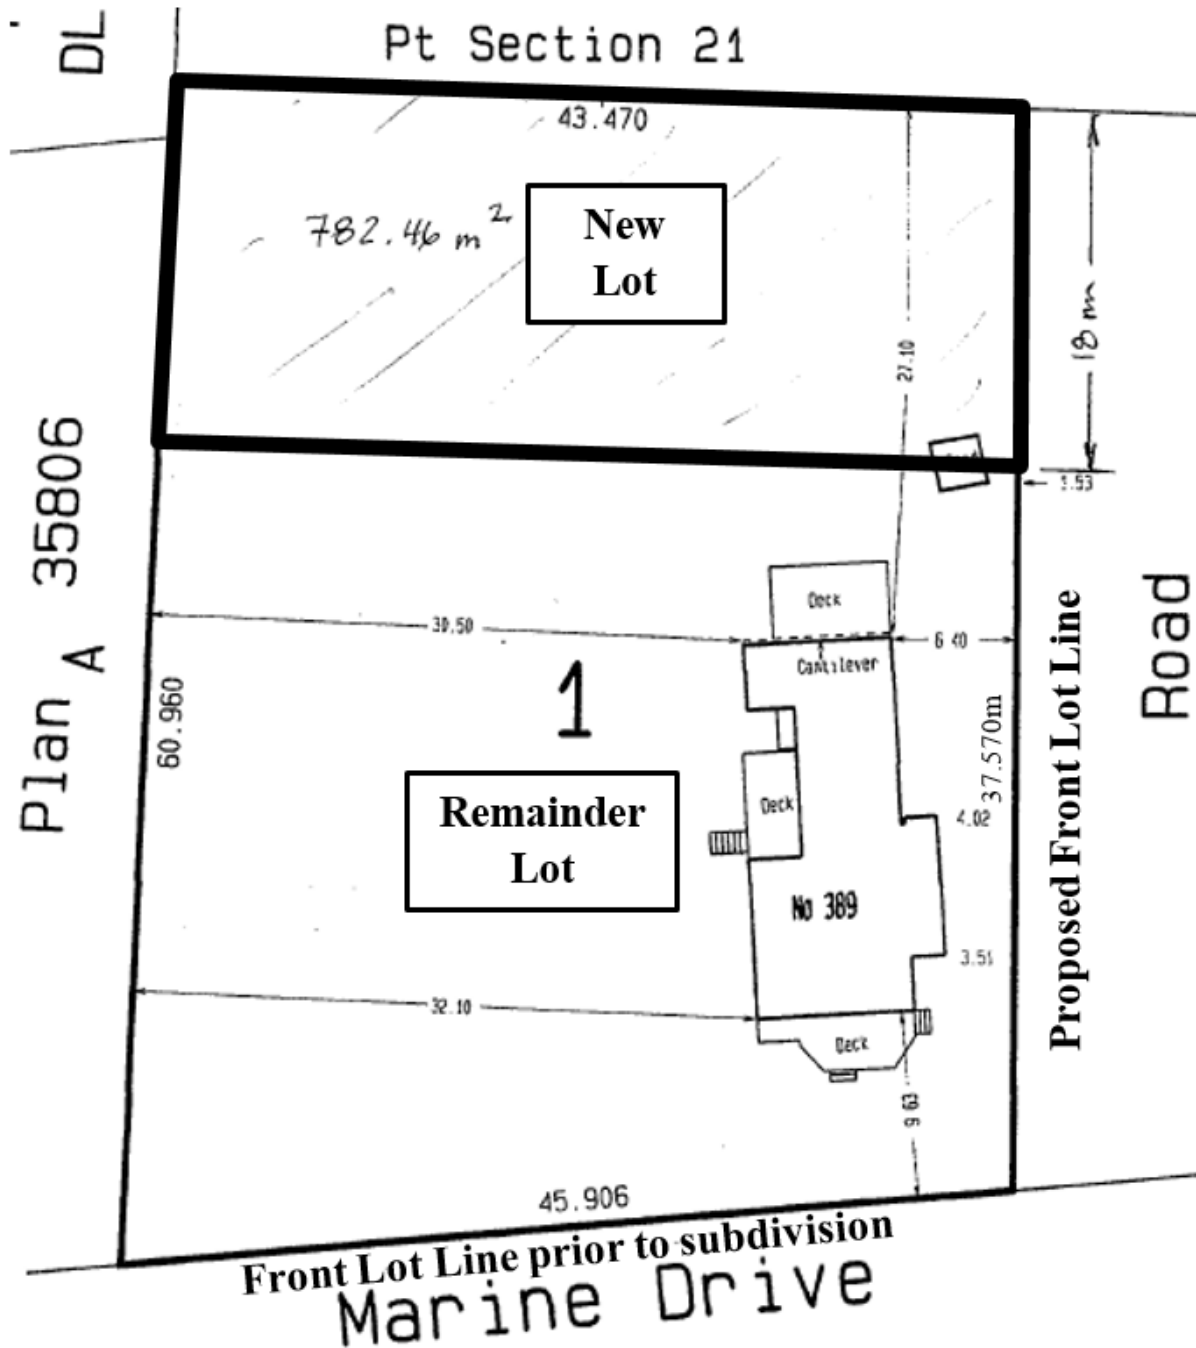 DL
Pt Section 21
43.470
782.46 m²
New
Lot
27.10
18 m
Plan A 35806
60.960
30.50
Deck
Cantilever
6.40
1
37.570m
Proposed Front Lot Line
Road
Remainder
Lot
Deck
4.02
No 389
3.51
32.10
Deck
9.63
45.906
Front Lot Line prior to subdivision
Marine Drive